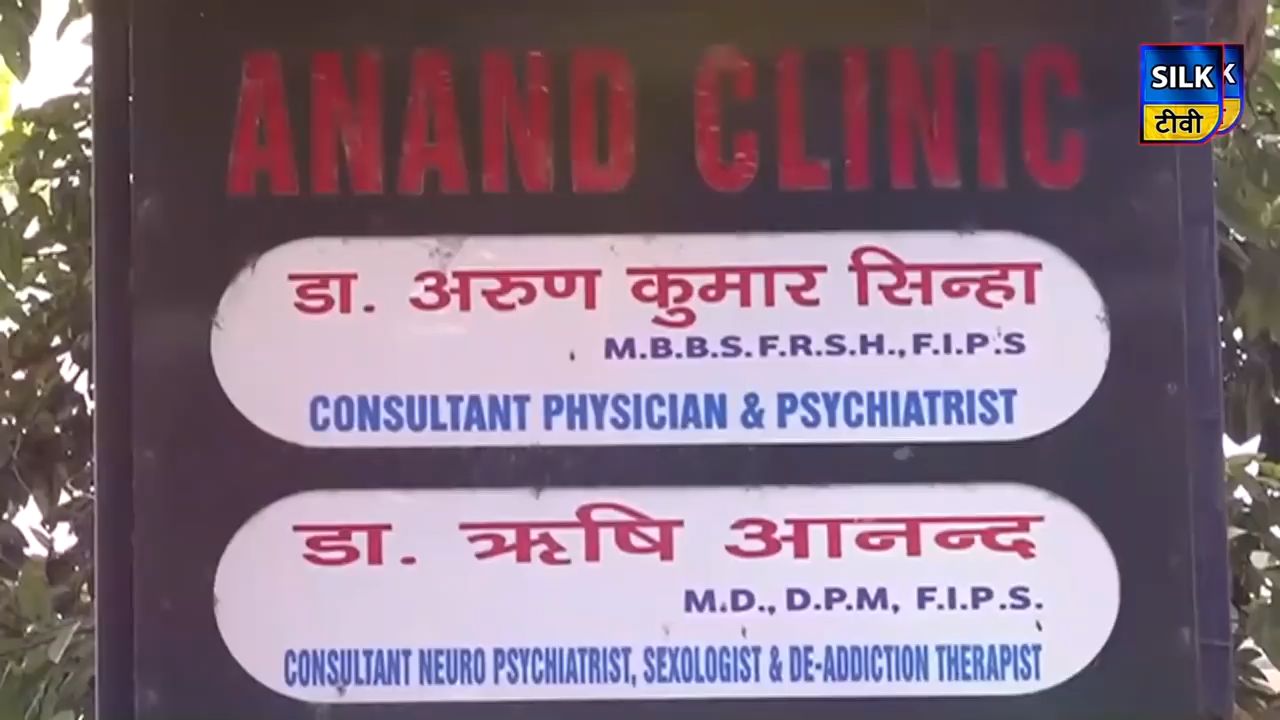 ANAND CLINIC
SILK
K
टीवी
डा. अरुण कुमार सिन्हा
M.B.B.S. F.R.S.H., F.I.P.S
CONSULTANT PHYSICIAN & PSYCHIATRIST
डा. ऋषि आनन्द
M.D., D.P.M, F.I.P.S.
CONSULTANT NEURO PSYCHIATRIST, SEXOLOGIST & DE-ADDICTION THERAPIST